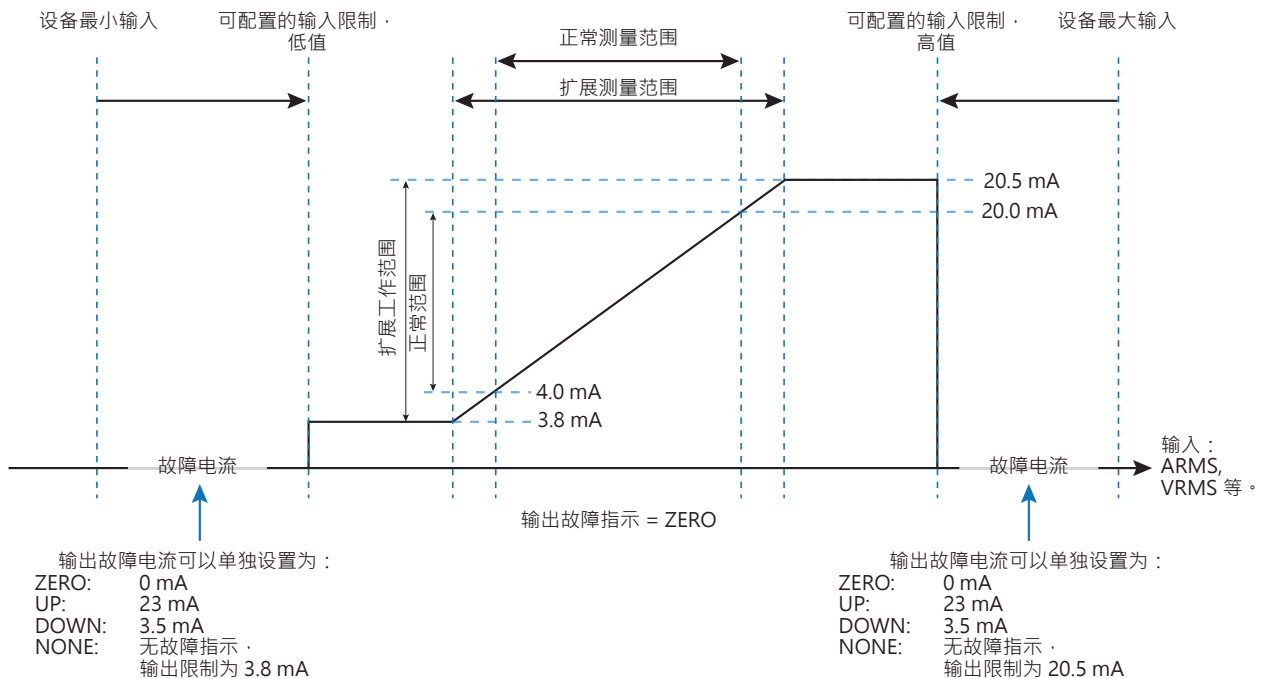 设备最小输入
可配置的输入限制，
低值
正常测量范围
扩展测量范围
可配置的输入限制，
高值
设备最大输入
20.5 mA
20.0 mA
扩展工作范围
正常范围
4.0 mA
3.8 mA
故障电流
故障电流
输入：
ARMS,
VRMS 等。
输出故障指示 = ZERO
输出故障电流可以单独设置为：
ZERO: 0 mA
UP: 23 mA
DOWN: 3.5 mA
NONE: 无故障指示，
输出限制为 3.8 mA
输出故障电流可以单独设置为：
ZERO: 0 mA
UP: 23 mA
DOWN: 3.5 mA
NONE: 无故障指示，
输出限制为 20.5 mA